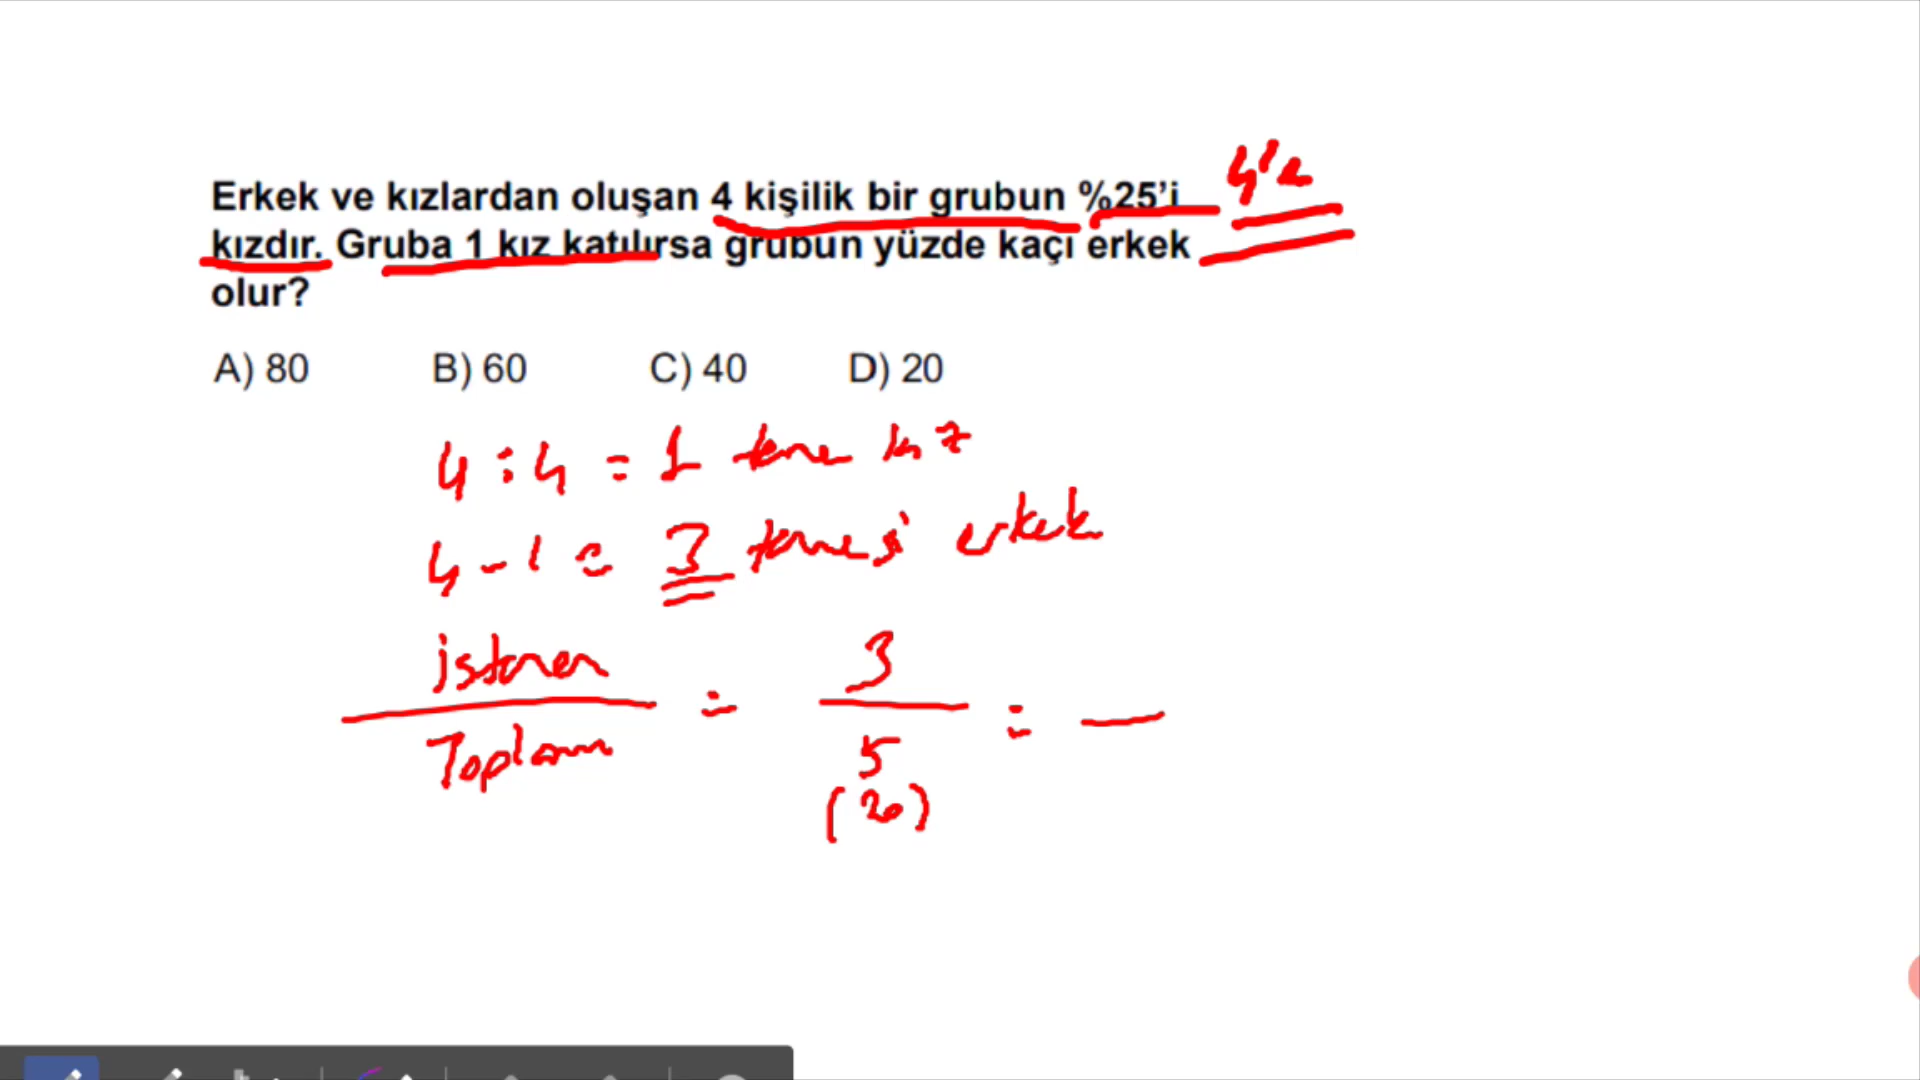 4'e
Erkek ve kızlardan oluşan 4 kişilik bir grubun %25'i
kızdır. Gruba 1 kız katılırsa grubun yüzde kaçı erkek
olur?
A) 80 B) 60 C) 40 D) 20
4 : 4 = 1 tane kız
4 - 1 = 3 tanesi erkek
istenen
Toplam
= 3
5
(20)
=